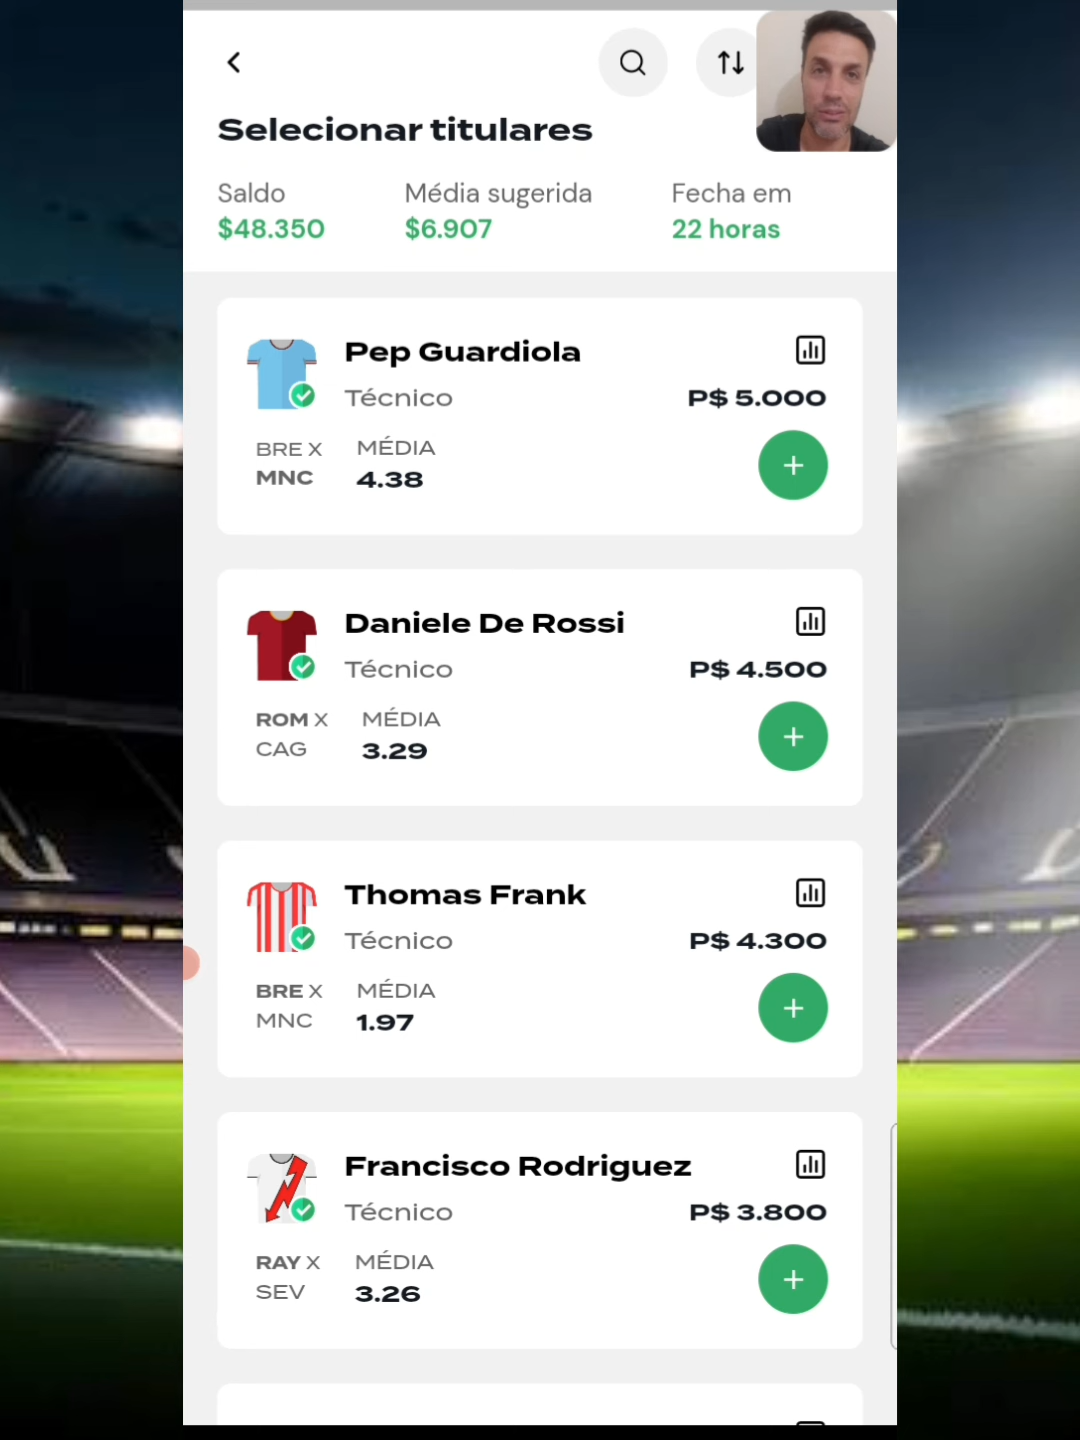 Selecionar titulares
Saldo
$48.350
Média sugerida
$6.907
Fecha em
22 horas
Pep Guardiola
Técnico
P$ 5.000
BRE X
MNC
MÉDIA
4.38
Daniele De Rossi
Técnico
P$ 4.500
ROM X
CAG
MÉDIA
3.29
Thomas Frank
Técnico
P$ 4.300
BRE X
MNC
MÉDIA
1.97
Francisco Rodriguez
Técnico
P$ 3.800
RAY X
SEV
MÉDIA
3.26